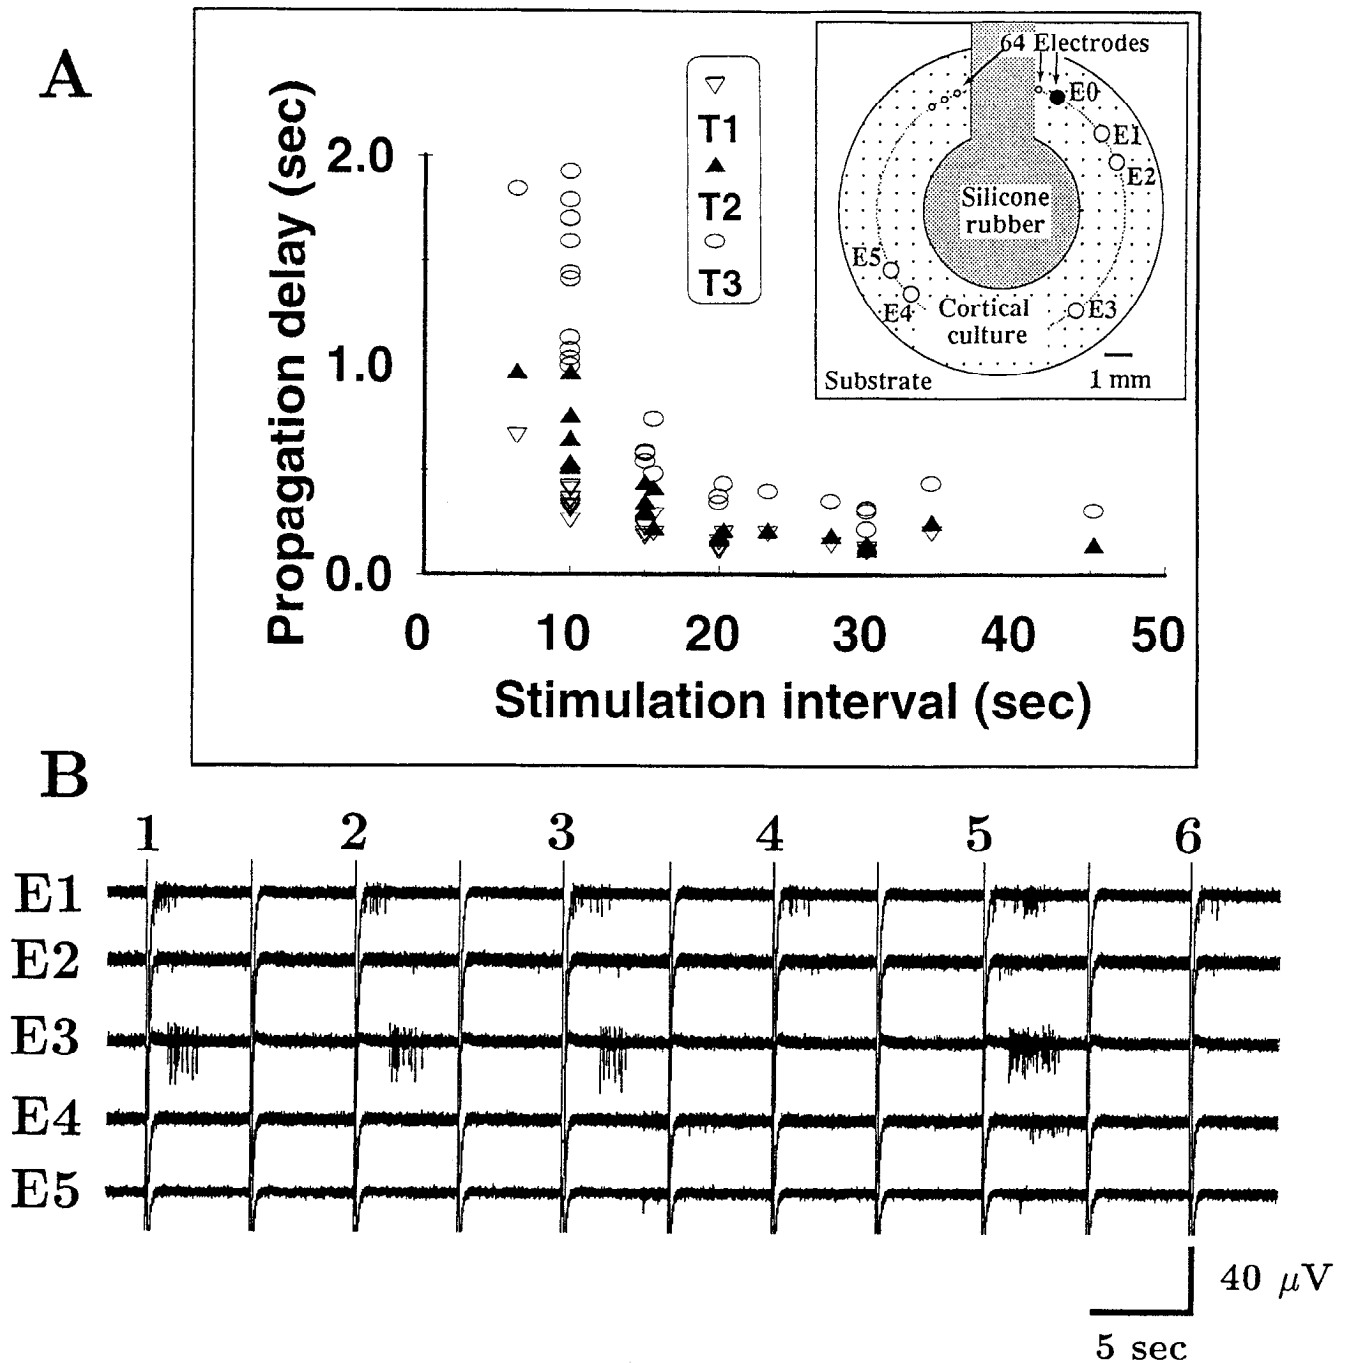 A
Propagation delay (sec)
2.0
1.0
0.0
0 10 20 30 40 50
Stimulation interval (sec)
T1
T2
T3
64 Electrodes
E0
E1
E2
Silicone
rubber
E5
E4
E3
Cortical
culture
Substrate
1 mm
B
1 2 3 4 5 6
E1
E2
E3
E4
E5
40 μV
5 sec